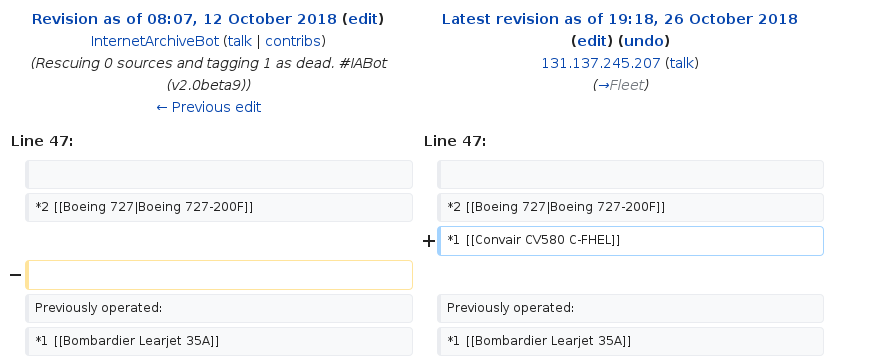 Revision as of 08:07, 12 October 2018 (edit)
InternetArchiveBot (talk | contribs)
(Rescuing 0 sources and tagging 1 as dead. #IABot
(v2.0beta9))
← Previous edit
Latest revision as of 19:18, 26 October 2018
(edit) (undo)
131.137.245.207 (talk)
(→Fleet)
Line 47:
Line 47:
*2 [[Boeing 727|Boeing 727-200F]]
*2 [[Boeing 727|Boeing 727-200F]]
+ *1 [[Convair CV580 C-FHEL]]
−
Previously operated:
Previously operated:
*1 [[Bombardier Learjet 35A]]
*1 [[Bombardier Learjet 35A]]